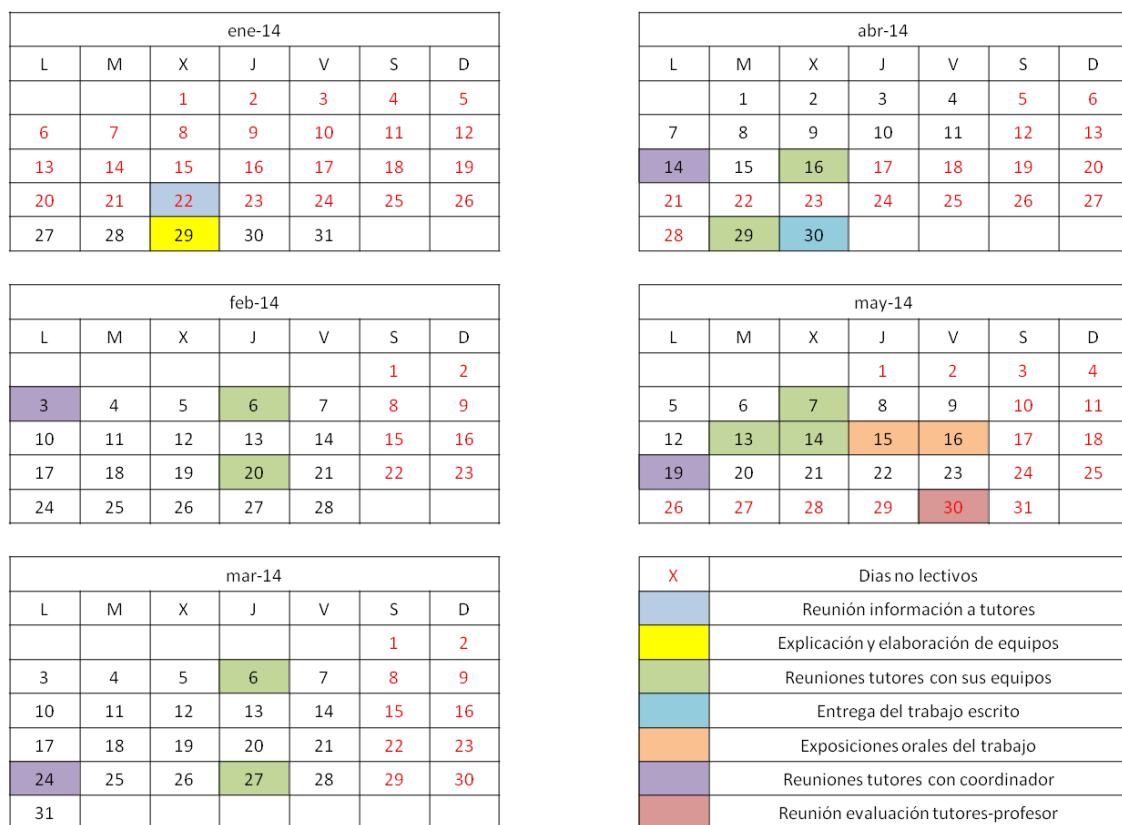 ene-14
L M X J V S D
1 2 3 4 5
6 7 8 9 10 11 12
13 14 15 16 17 18 19
20 21 22 23 24 25 26
27 28 29 30 31
feb-14
L M X J V S D
1 2
3 4 5 6 7 8 9
10 11 12 13 14 15 16
17 18 19 20 21 22 23
24 25 26 27 28
mar-14
L M X J V S D
1 2
3 4 5 6 7 8 9
10 11 12 13 14 15 16
17 18 19 20 21 22 23
24 25 26 27 28 29 30
31
abr-14
L M X J V S D
1 2 3 4 5 6
7 8 9 10 11 12 13
14 15 16 17 18 19 20
21 22 23 24 25 26 27
28 29 30
may-14
L M X J V S D
1 2 3 4
5 6 7 8 9 10 11
12 13 14 15 16 17 18
19 20 21 22 23 24 25
26 27 28 29 30 31
X Dias no lectivos
Reunión información a tutores
Explicación y elaboración de equipos
Reuniones tutores con sus equipos
Entrega del trabajo escrito
Exposiciones orales del trabajo
Reuniones tutores con coordinador
Reunión evaluación tutores-profesor